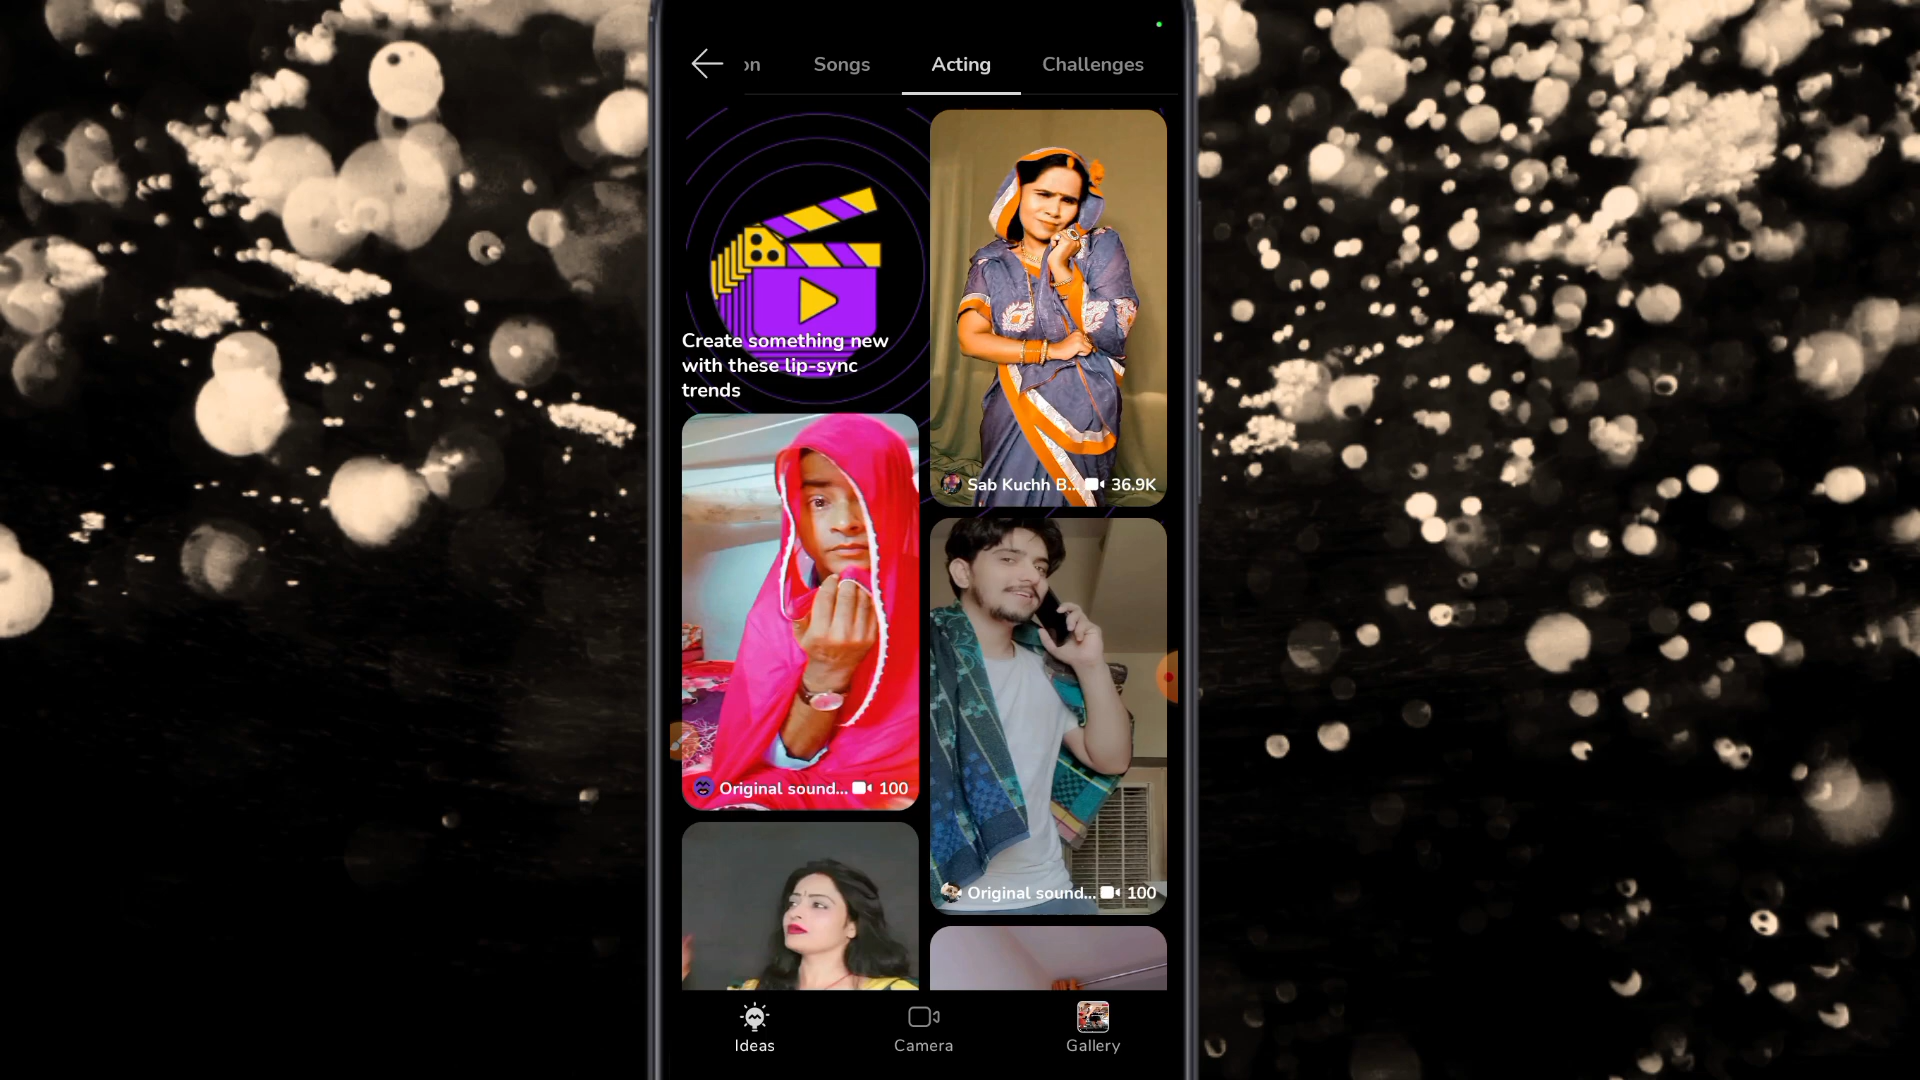 on
Songs
Acting
Challenges
Create something new
with these lip-sync
trends
Sab Kuchh B... 36.9K
Original sound... 100
Original sound... 100
Ideas
Camera
Gallery